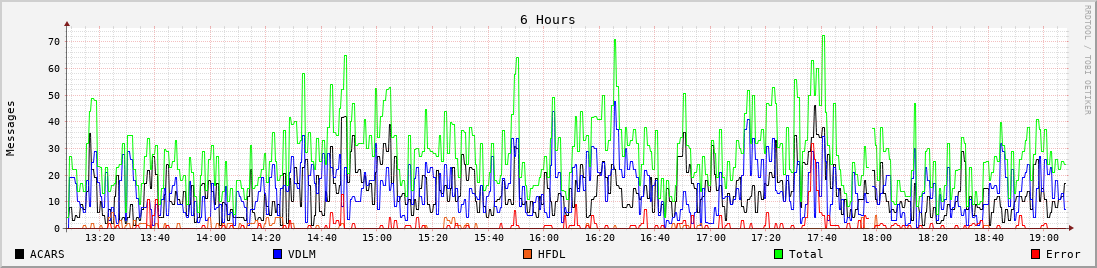 6 Hours
RRDTOOL / TOBI OETIKER
Messages
70
60
50
40
30
20
10
0
13:20 13:40 14:00 14:20 14:40 15:00 15:20 15:40 16:00 16:20 16:40 17:00 17:20 17:40 18:00 18:20 18:40 19:00
ACARS VDLM HFDL Total Error